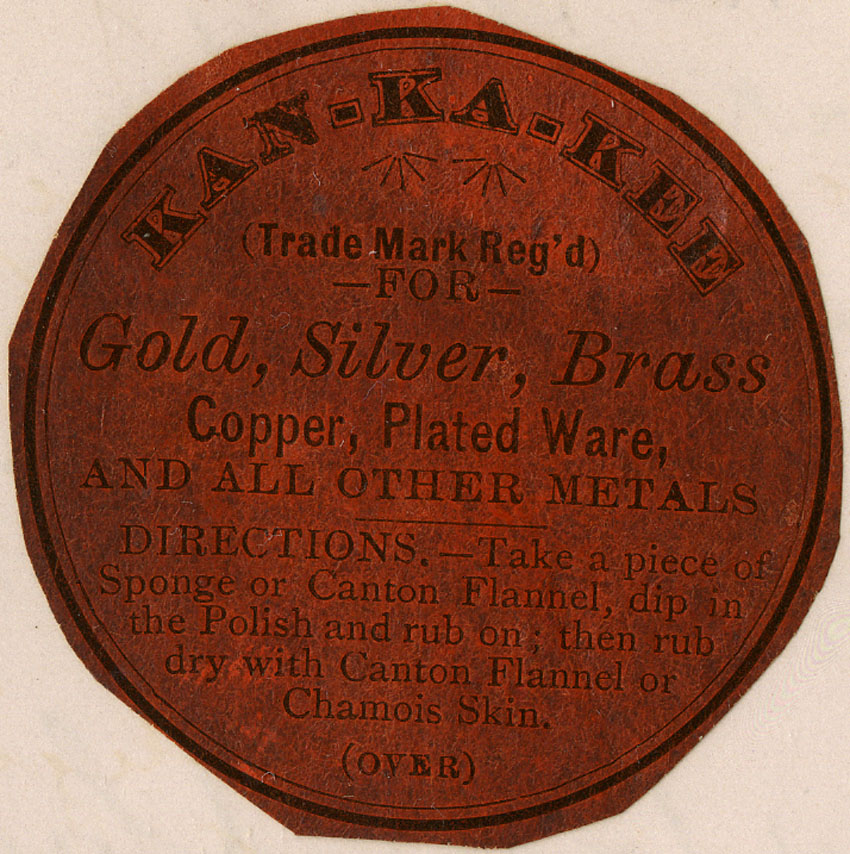 KAN-KA-KEE
(Trade Mark Reg'd)
—FOR—
Gold, Silver, Brass
Copper, Plated Ware,
AND ALL OTHER METALS
DIRECTIONS.—Take a piece of
Sponge or Canton Flannel, dip in
the Polish and rub on; then rub
dry with Canton Flannel or
Chamois Skin.
(OVER)